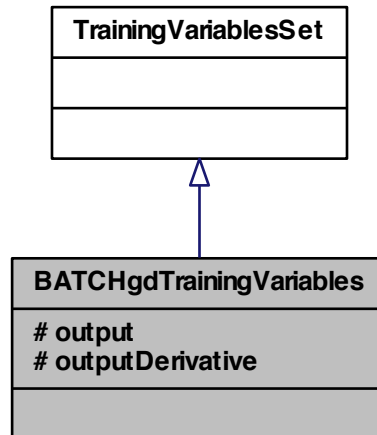 TrainingVariablesSet
BATCHgdTrainingVariables
# output
# outputDerivative